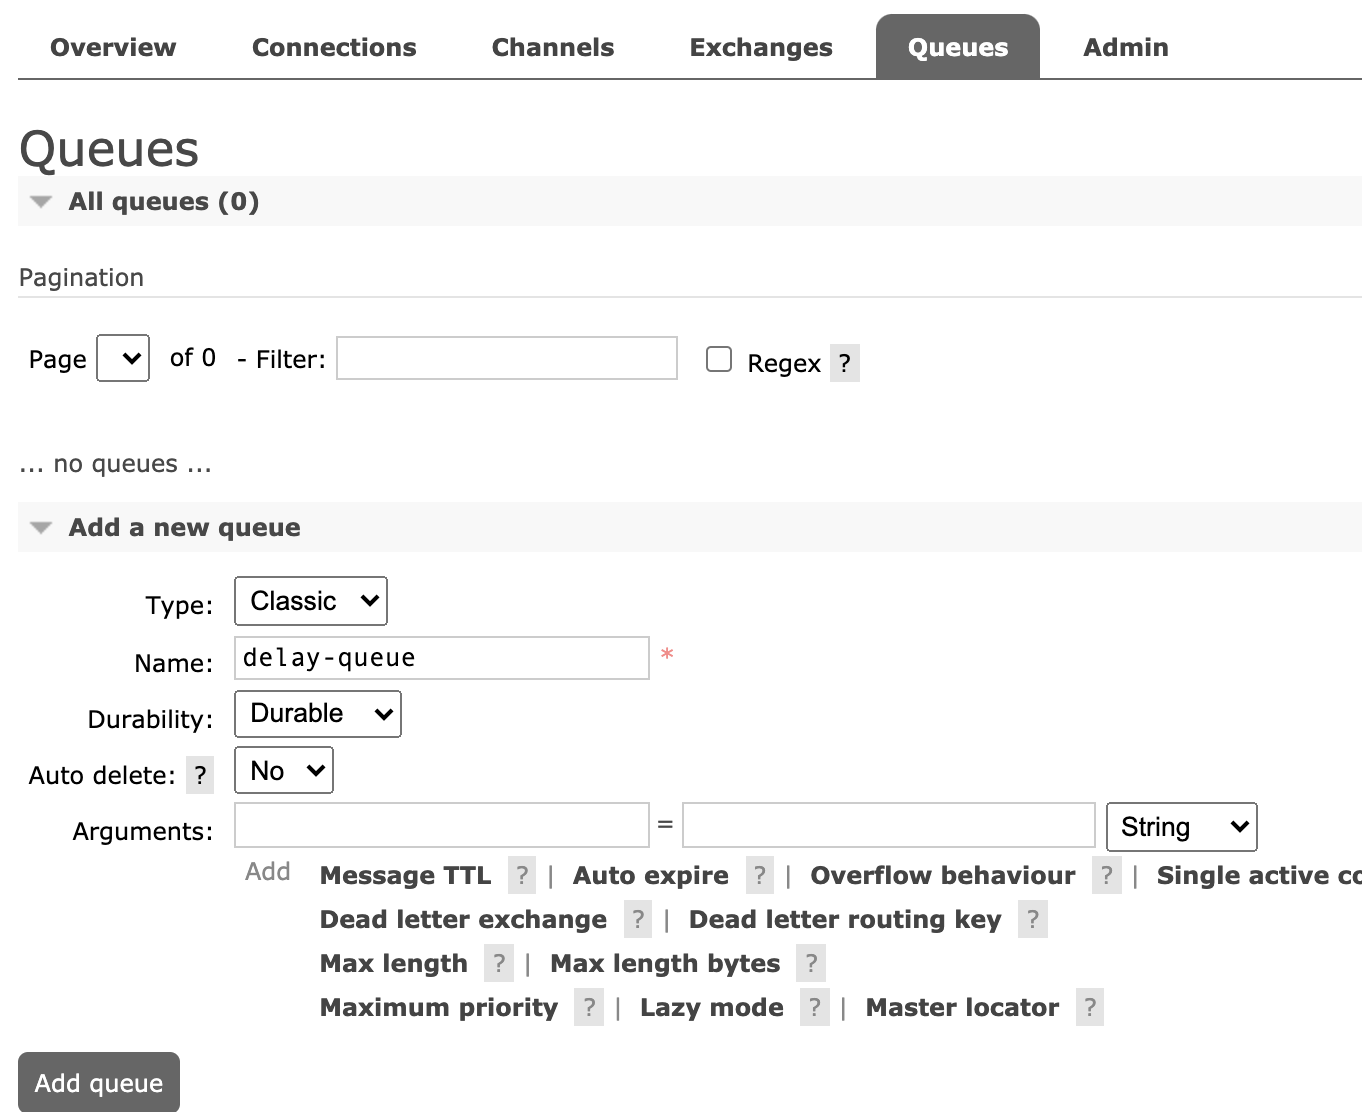 Overview Connections Channels Exchanges Queues Admin
Queues
All queues (0)
Pagination
Page of 0 - Filter: Regex ?
... no queues ...
Add a new queue
Type: Classic
Name: delay-queue *
Durability: Durable
Auto delete: ? No
Arguments: = String
Add Message TTL ? | Auto expire ? | Overflow behaviour ? | Single active co
Dead letter exchange ? | Dead letter routing key ?
Max length ? | Max length bytes ?
Maximum priority ? | Lazy mode ? | Master locator ?
Add queue